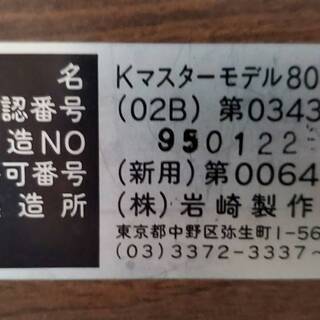 名 Kマスターモデル80
認番号 (02B) 第0343
造NO 950122
可番号 (新用) 第0064
造所 (株) 岩崎製作
東京都中野区弥生町1-56
(03) 3372-3337~